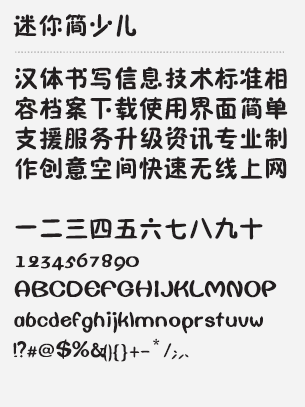 迷你简少儿
汉体书写信息技术标准相
容档案下载使用界面简单
支援服务升级资讯专业制
作创意空间快速无线上网
一二三四五六七八九十
1234567890
ABCDEFGHIJKLMNOP
abcdefghijklmnoprstuvw
!?#@$%&(){}+-*/;،、